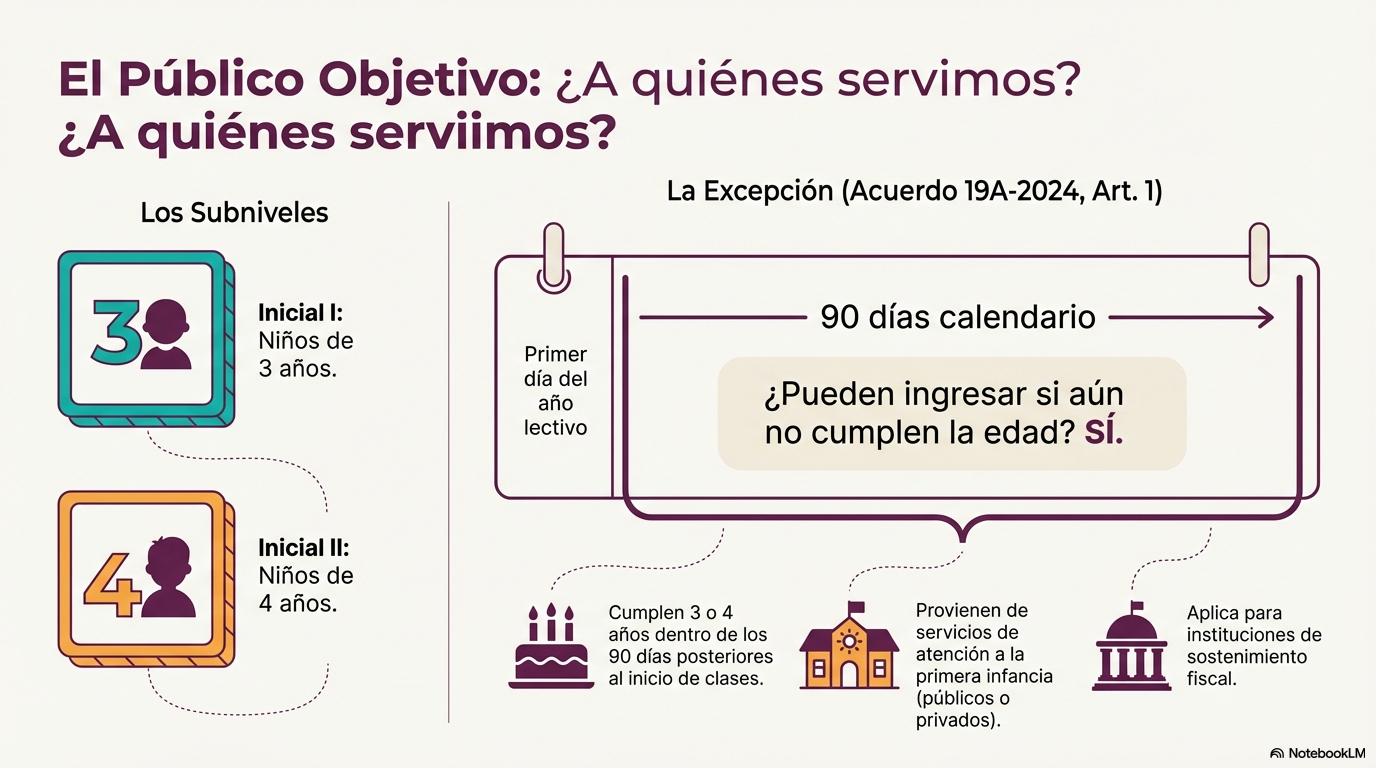 El Público Objetivo: ¿A quiénes servimos?
¿A quiénes serviimos?
Los Subniveles
3
Inicial I:
Niños de
3 años.
4
Inicial II:
Niños de
4 años.
La Excepción (Acuerdo 19A-2024, Art. 1)
Primer
día del
año
lectivo
90 días calendario
¿Pueden ingresar si aún
no cumplen la edad? SÍ.
Cumplen 3 o 4
años dentro de los
90 días posteriores
al inicio de clases.
Provienen de
servicios de
atención a la
primera infancia
(públicos o
privados).
Aplica para
instituciones de
sostenimiento
fiscal.
NotebookLM